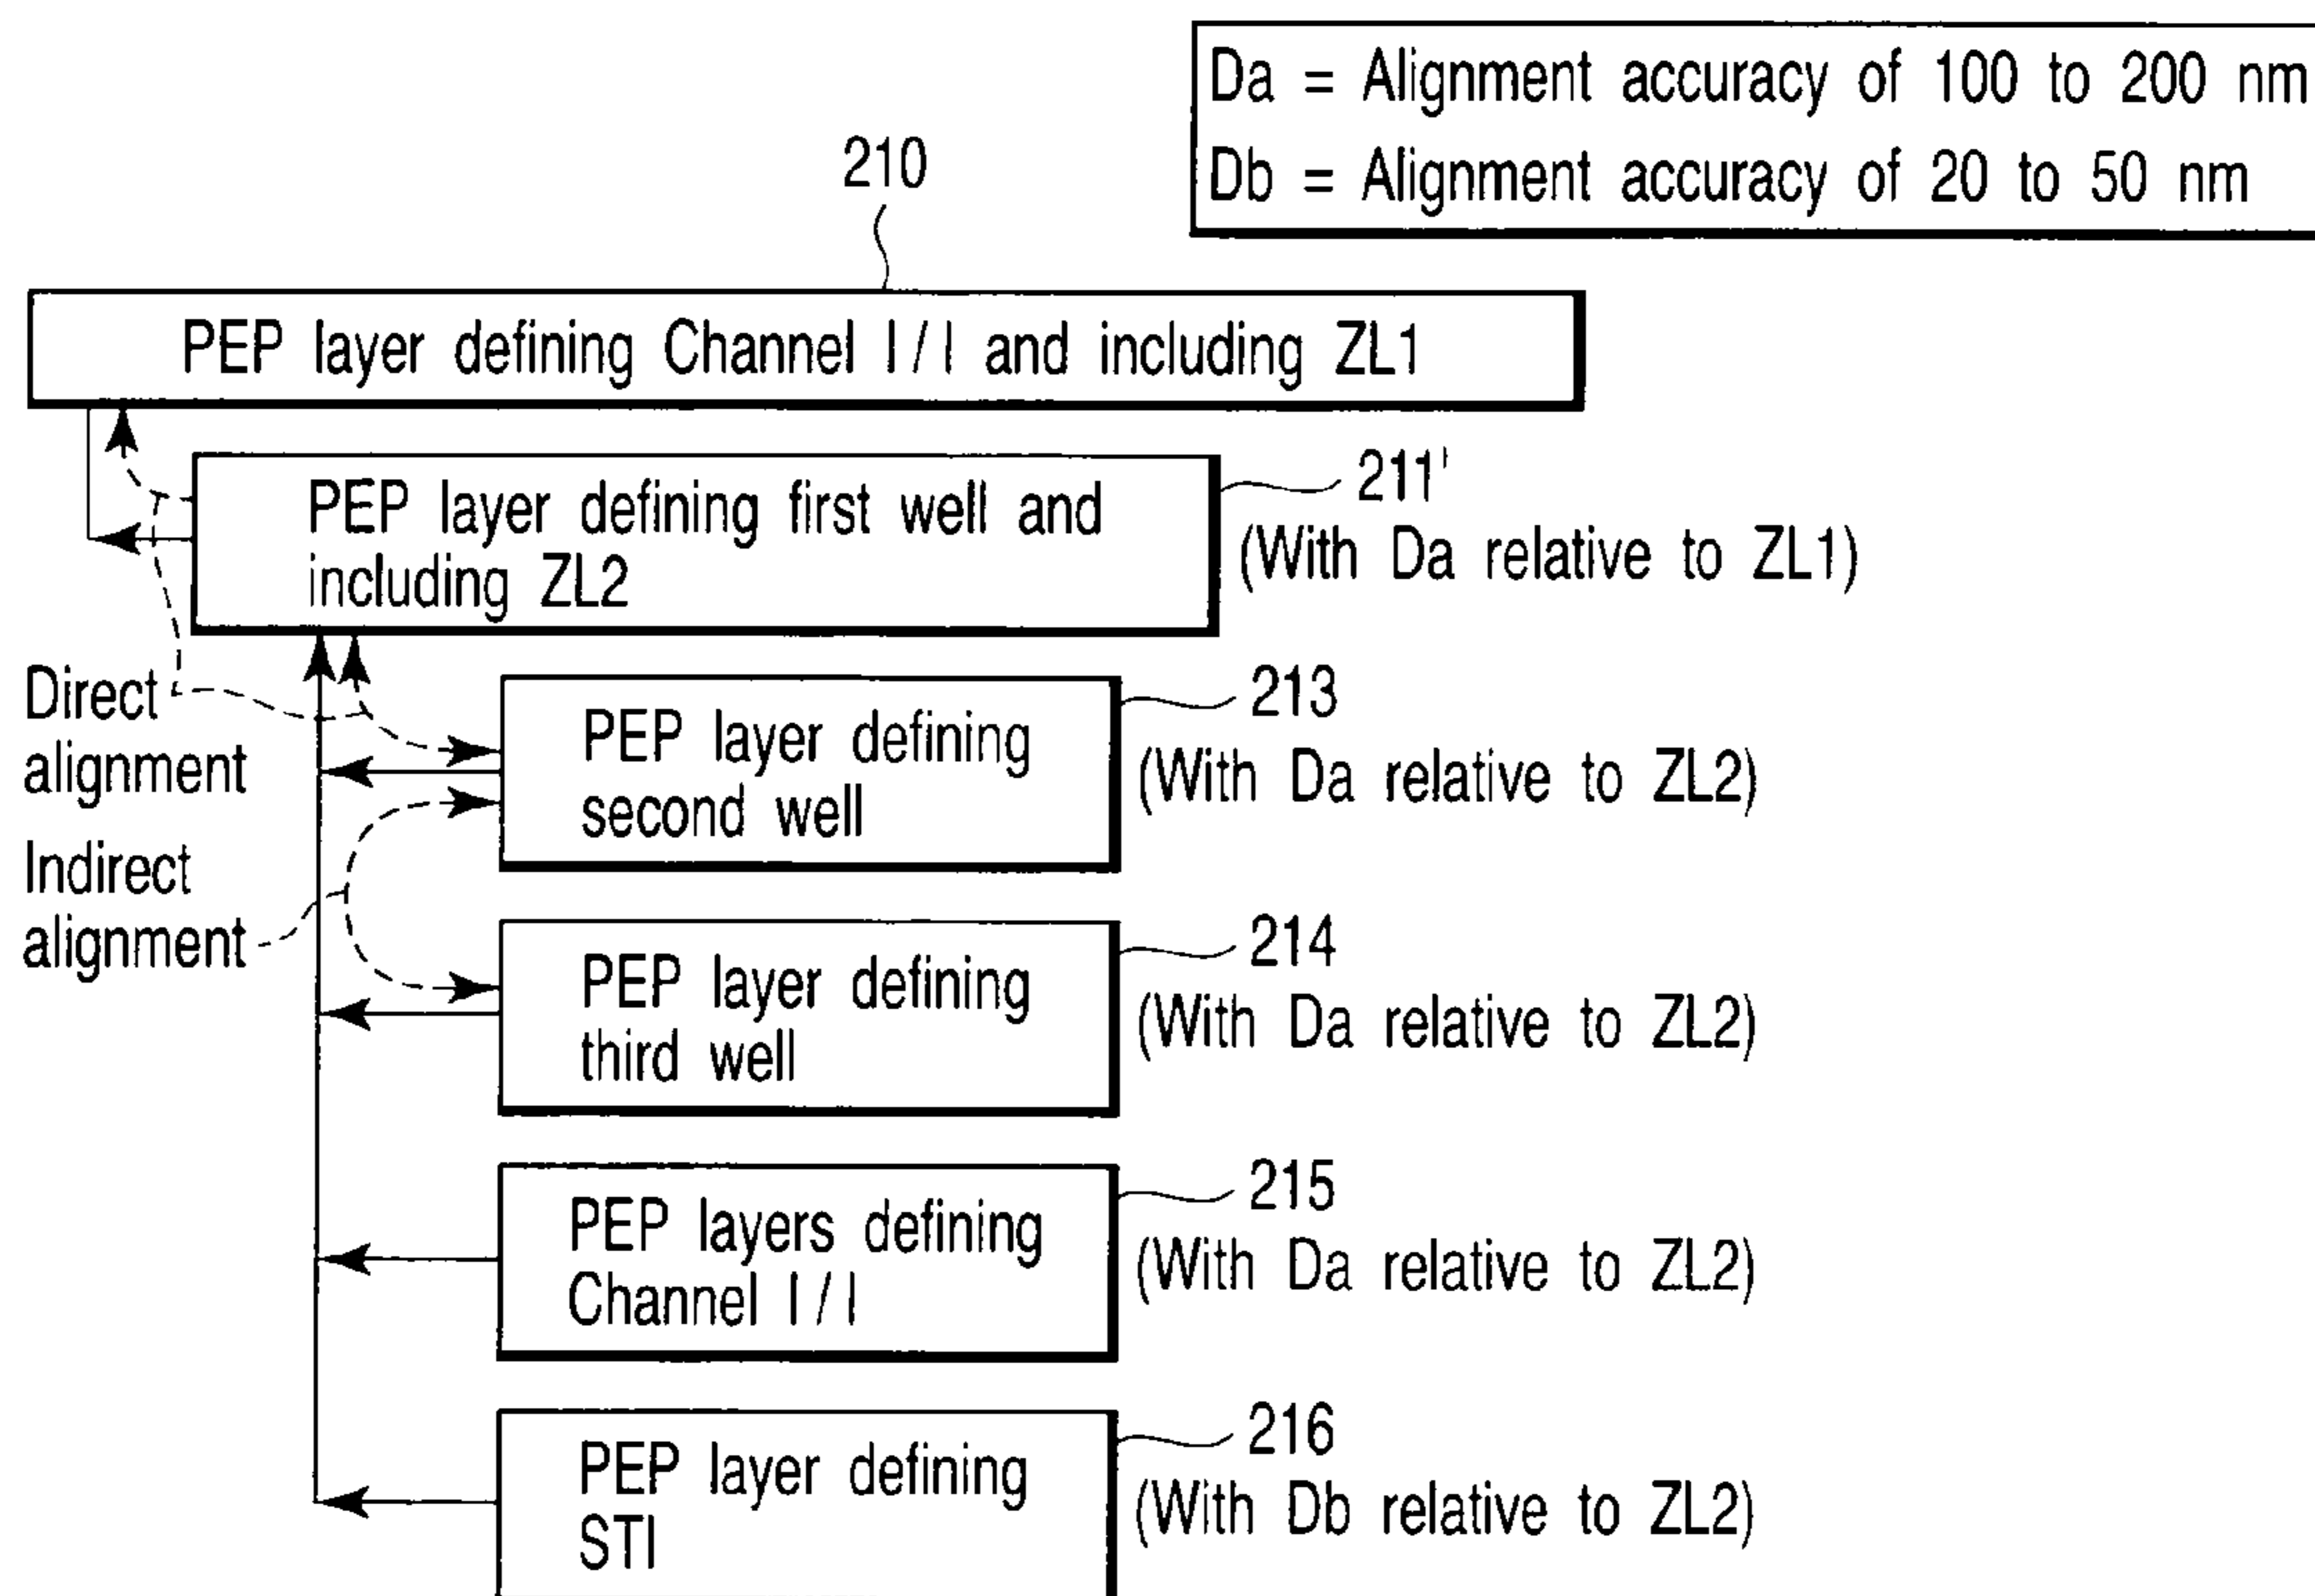 Da = Alignment accuracy of 100 to 200 nm
Db = Alignment accuracy of 20 to 50 nm
210
PEP layer defining Channel I / I and including ZL1
PEP layer defining first well and
including ZL2
211'
(With Da relative to ZL1)
Direct
alignment
PEP layer defining
second well
213
(With Da relative to ZL2)
Indirect
alignment
PEP layer defining
third well
214
(With Da relative to ZL2)
PEP layers defining
Channel I / I
215
(With Da relative to ZL2)
PEP layer defining
STI
216
(With Db relative to ZL2)